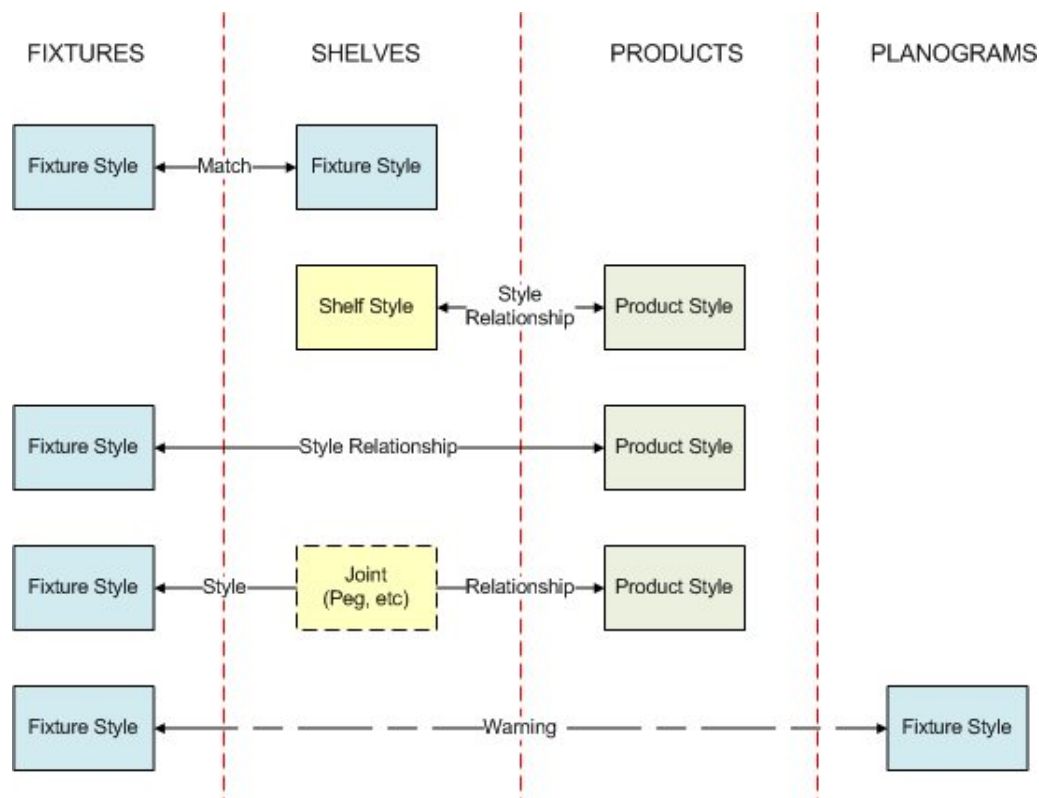 FIXTURES
SHELVES
PRODUCTS
PLANOGRAMS
Fixture Style
Match
Fixture Style
Shelf Style
Style
Relationship
Product Style
Fixture Style
Style Relationship
Product Style
Fixture Style
Style
Joint
(Peg, etc)
Relationship
Product Style
Fixture Style
Warning
Fixture Style